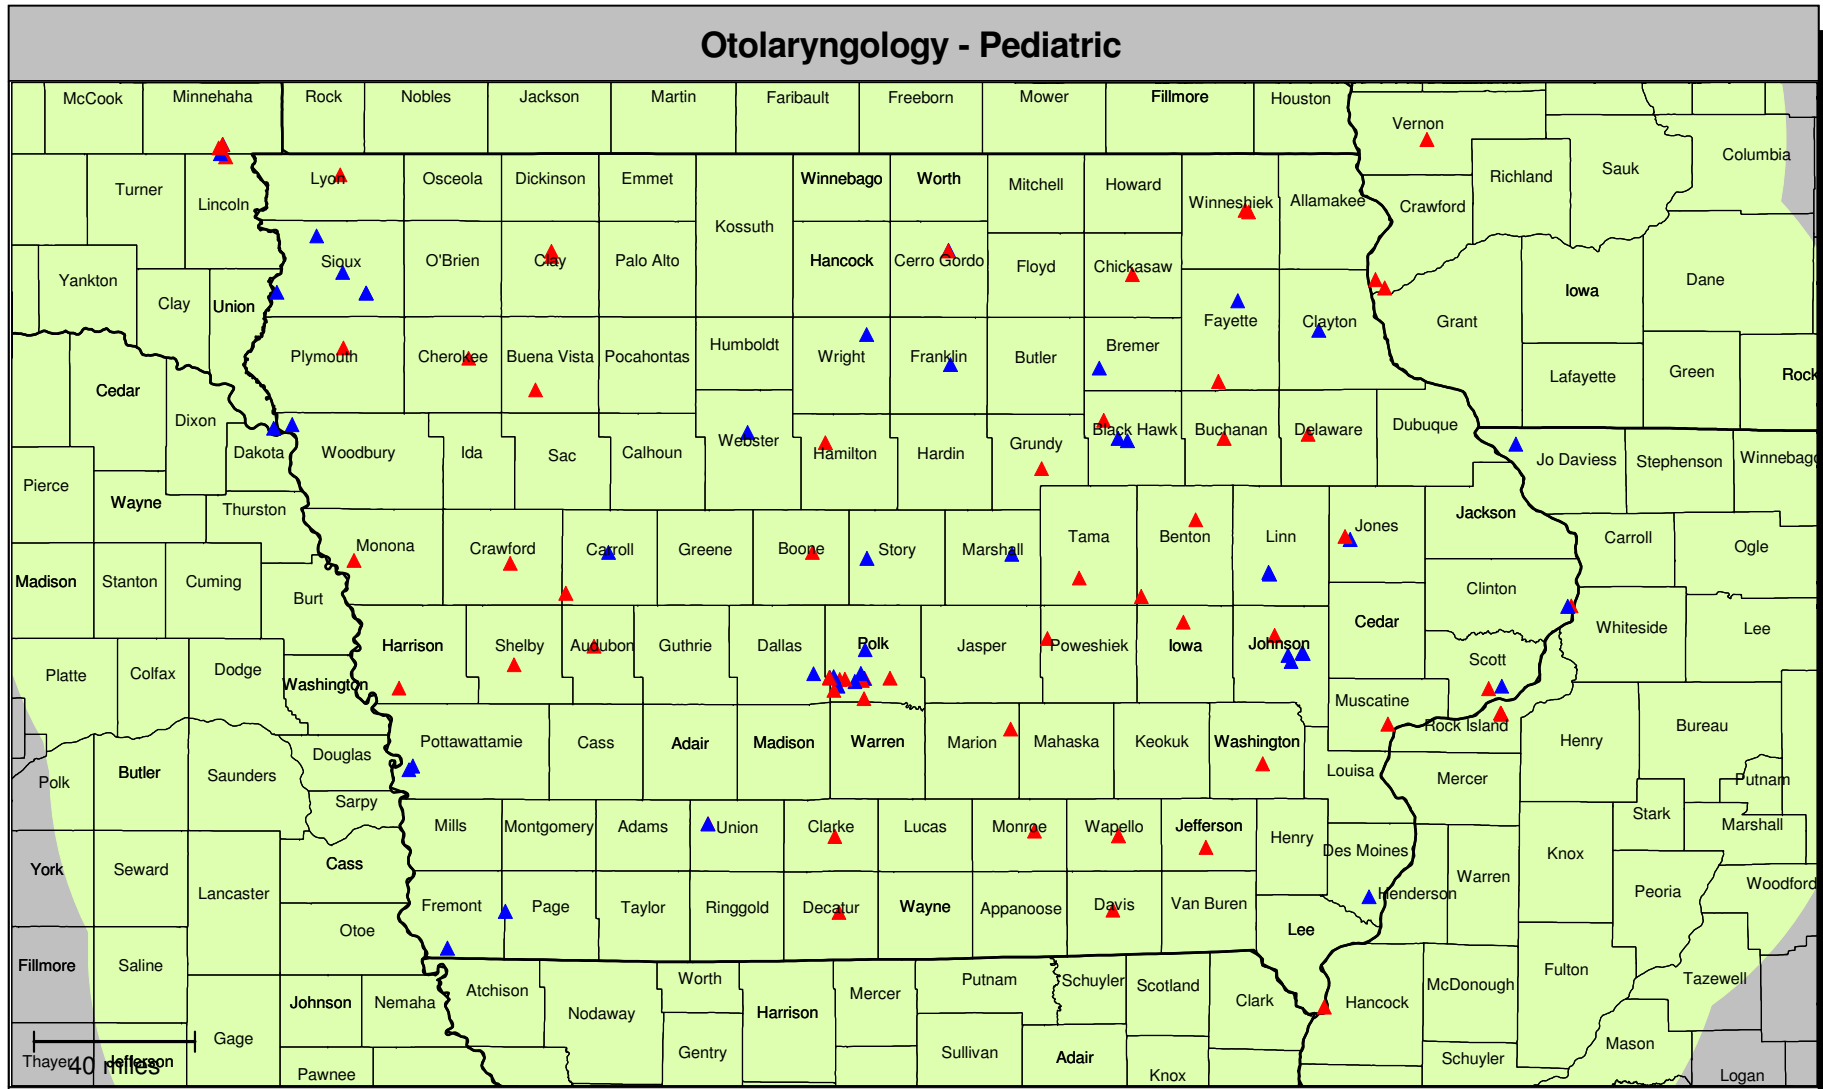 Otolaryngology - Pediatric
McCook
Minnehaha
Rock
Nobles
Jackson
Martin
Faribault
Freeborn
Mower
Fillmore
Houston
Vernon
Richland
Sauk
Columbia
Turner
Lincoln
Lyon
Osceola
Dickinson
Emmet
Kossuth
Winnebago
Worth
Mitchell
Howard
Winneshiek
Allamakee
Crawford
Yankton
Clay
Union
Sioux
O'Brien
Clay
Palo Alto
Hancock
Cerro Gordo
Floyd
Chickasaw
Fayette
Clayton
Grant
Iowa
Dane
Cedar
Dixon
Plymouth
Cherokee
Buena Vista
Pocahontas
Humboldt
Wright
Franklin
Butler
Bremer
Lafayette
Green
Rock
Pierce
Wayne
Dakota
Woodbury
Ida
Sac
Calhoun
Webster
Hamilton
Hardin
Grundy
Black Hawk
Buchanan
Delaware
Dubuque
Jo Daviess
Stephenson
Winnebago
Thurston
Madison
Stanton
Cuming
Burt
Monona
Crawford
Carroll
Greene
Boone
Story
Marshall
Tama
Benton
Linn
Jones
Jackson
Clinton
Carroll
Ogle
Platte
Colfax
Dodge
Washington
Harrison
Shelby
Audubon
Guthrie
Dallas
Polk
Jasper
Poweshiek
Iowa
Johnson
Cedar
Scott
Whiteside
Lee
Muscatine
Rock Island
Polk
Butler
Saunders
Douglas
Sarpy
Pottawattamie
Cass
Adair
Madison
Warren
Marion
Mahaska
Keokuk
Washington
Louisa
Mercer
Henry
Bureau
Putnam
Stark
Marshall
York
Seward
Lancaster
Cass
Mills
Montgomery
Adams
Union
Clarke
Lucas
Monroe
Wapello
Jefferson
Henry
Des Moines
Henderson
Warren
Knox
Peoria
Woodford
Otoe
Fremont
Page
Taylor
Ringgold
Decatur
Wayne
Appanoose
Davis
Van Buren
Lee
Fillmore
Saline
Johnson
Nemaha
Atchison
Nodaway
Worth
Harrison
Mercer
Putnam
Schuyler
Scotland
Clark
Hancock
McDonough
Fulton
Tazewell
Gage
Gentry
Sullivan
Adair
Knox
Schuyler
Mason
Logan
Thayer
Jefferson
40 miles
Pawnee